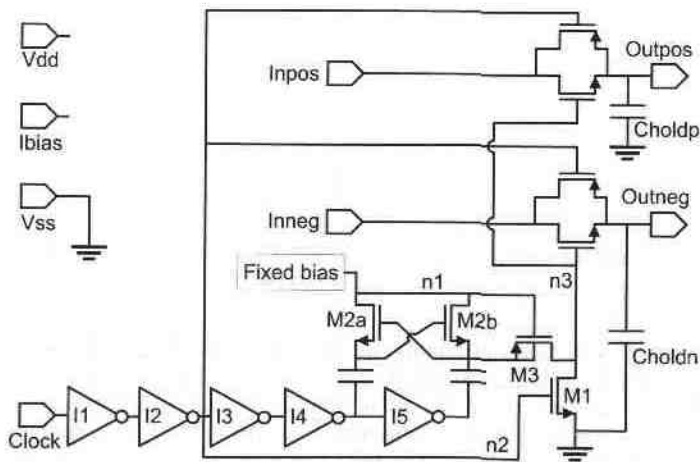 Vdd
Inpos
Outpos
Ibias
Choldp
Vss
Inneg
Outneg
Fixed bias
n1
n3
M2a
M2b
M3
Choldn
M1
Clock
I1
I2
I3
I4
I5
n2